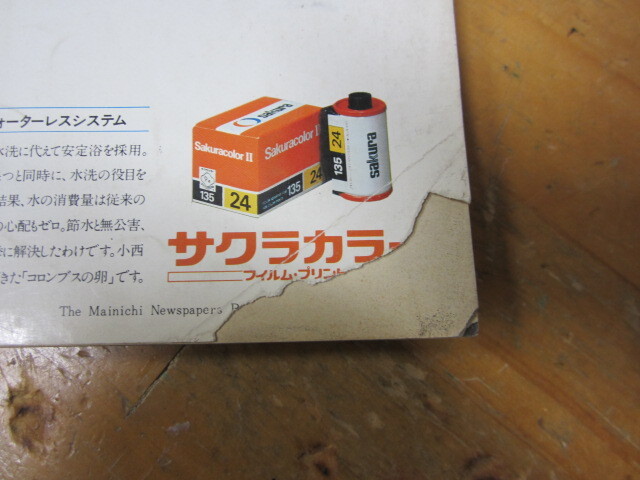 ォーターレスシステム
水洗に代えて安定浴を採用。
つと同時に、水洗の役目を
結果、水の消費量は従来の
の心配もゼロ。節水と無公害、
に解決したわけです。小西
きた「コロンブスの卵」です。
sakura
Sakuracolor II
Sakuracolor II
135
24
135
24
135
24
sakura
サクラカラー
フィルム・プリント
The Mainichi Newspapers